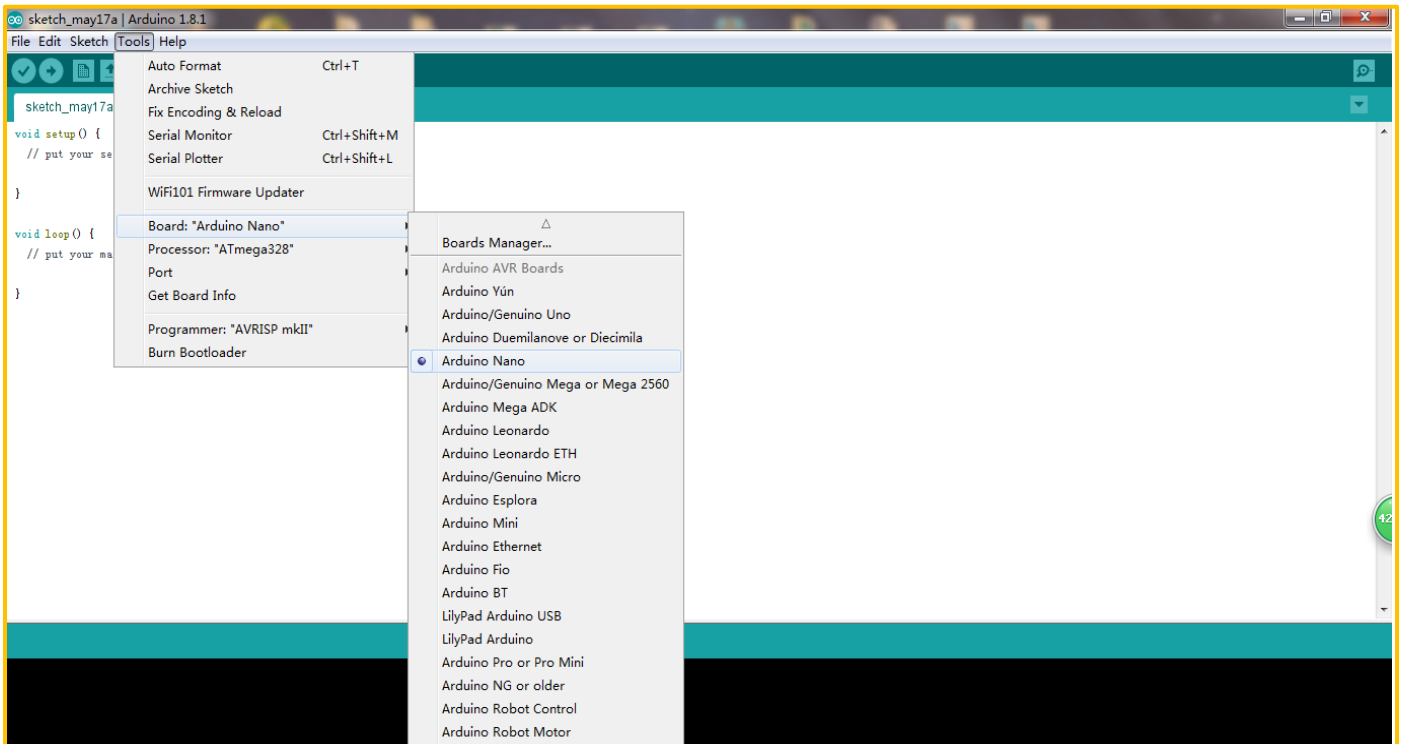 sketch_may17a | Arduino 1.8.1
File Edit Sketch Tools Help
sketch_may17a
void setup() {
// put your se
}
void loop() {
// put your ma
}
Auto Format Ctrl+T
Archive Sketch
Fix Encoding & Reload
Serial Monitor Ctrl+Shift+M
Serial Plotter Ctrl+Shift+L
WiFi101 Firmware Updater
Board: "Arduino Nano"
Processor: "ATmega328"
Port
Get Board Info
Programmer: "AVRISP mkII"
Burn Bootloader
Boards Manager...
Arduino AVR Boards
Arduino Yún
Arduino/Genuino Uno
Arduino Duemilanove or Diecimila
Arduino Nano
Arduino/Genuino Mega or Mega 2560
Arduino Mega ADK
Arduino Leonardo
Arduino Leonardo ETH
Arduino/Genuino Micro
Arduino Esplora
Arduino Mini
Arduino Ethernet
Arduino Fio
Arduino BT
LilyPad Arduino USB
LilyPad Arduino
Arduino Pro or Pro Mini
Arduino NG or older
Arduino Robot Control
Arduino Robot Motor
42